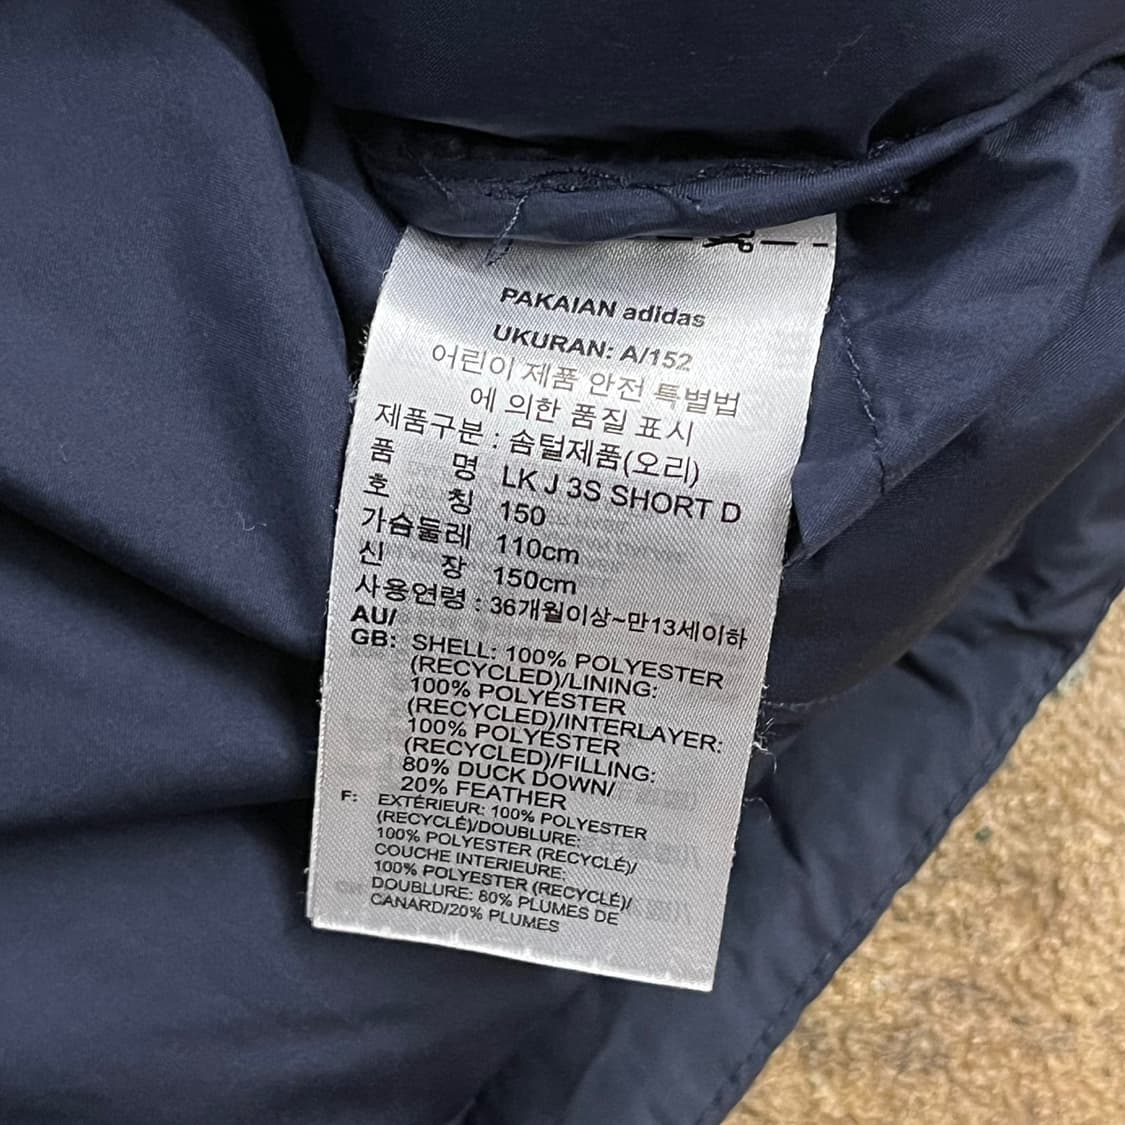 PAKAIAN adidas
UKURAN: A/152
어린이 제품 안전 특별법
에 의한 품질 표시
제품구분 : 솜털제품(오리)
품 명 LK J 3S SHORT D
호 칭 150
가슴둘레 110cm
신 장 150cm
사용연령 : 36개월이상~만13세이하
AU/
GB: SHELL: 100% POLYESTER
(RECYCLED)/LINING:
100% POLYESTER
(RECYCLED)/INTERLAYER:
100% POLYESTER
(RECYCLED)/FILLING:
80% DUCK DOWN/
20% FEATHER
F: EXTÉRIEUR: 100% POLYESTER
(RECYCLÉ)/DOUBLURE:
100% POLYESTER (RECYCLÉ)/
COUCHE INTERIEURE:
100% POLYESTER (RECYCLÉ)/
DOUBLURE: 80% PLUMES DE
CANARD/20% PLUMES